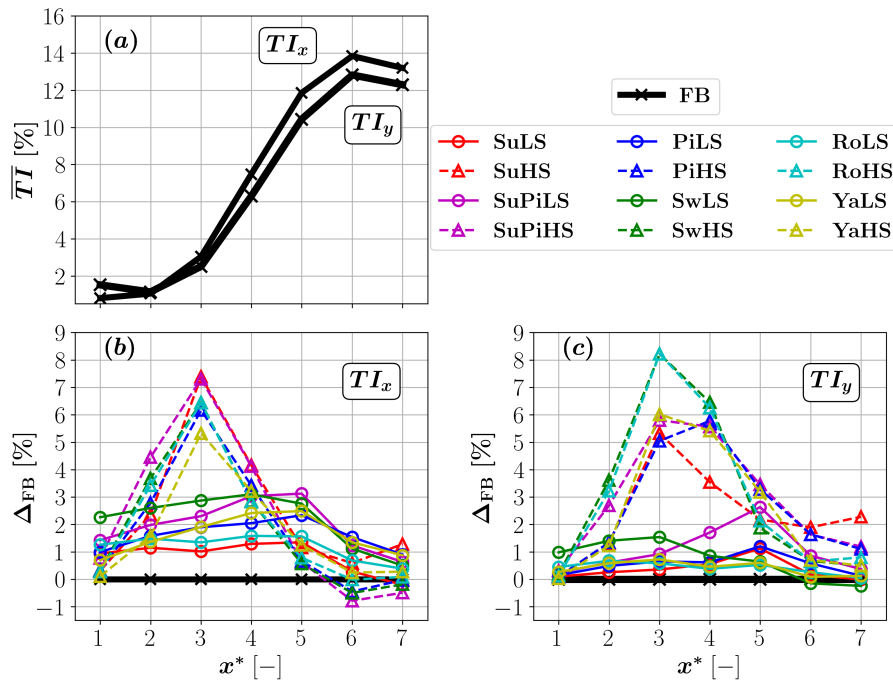 (a)
TI_x
TI_y
TI [%]
16
14
12
10
8
6
4
2
FB
SuLS
SuHS
SuPiLS
SuPiHS
PiLS
PiHS
SwLS
SwHS
RoLS
RoHS
YaLS
YaHS
(b)
TI_x
Δ_FB [%]
9
8
7
6
5
4
3
2
1
0
−1
1 2 3 4 5 6 7
x* [−]
(c)
TI_y
Δ_FB [%]
9
8
7
6
5
4
3
2
1
0
−1
1 2 3 4 5 6 7
x* [−]